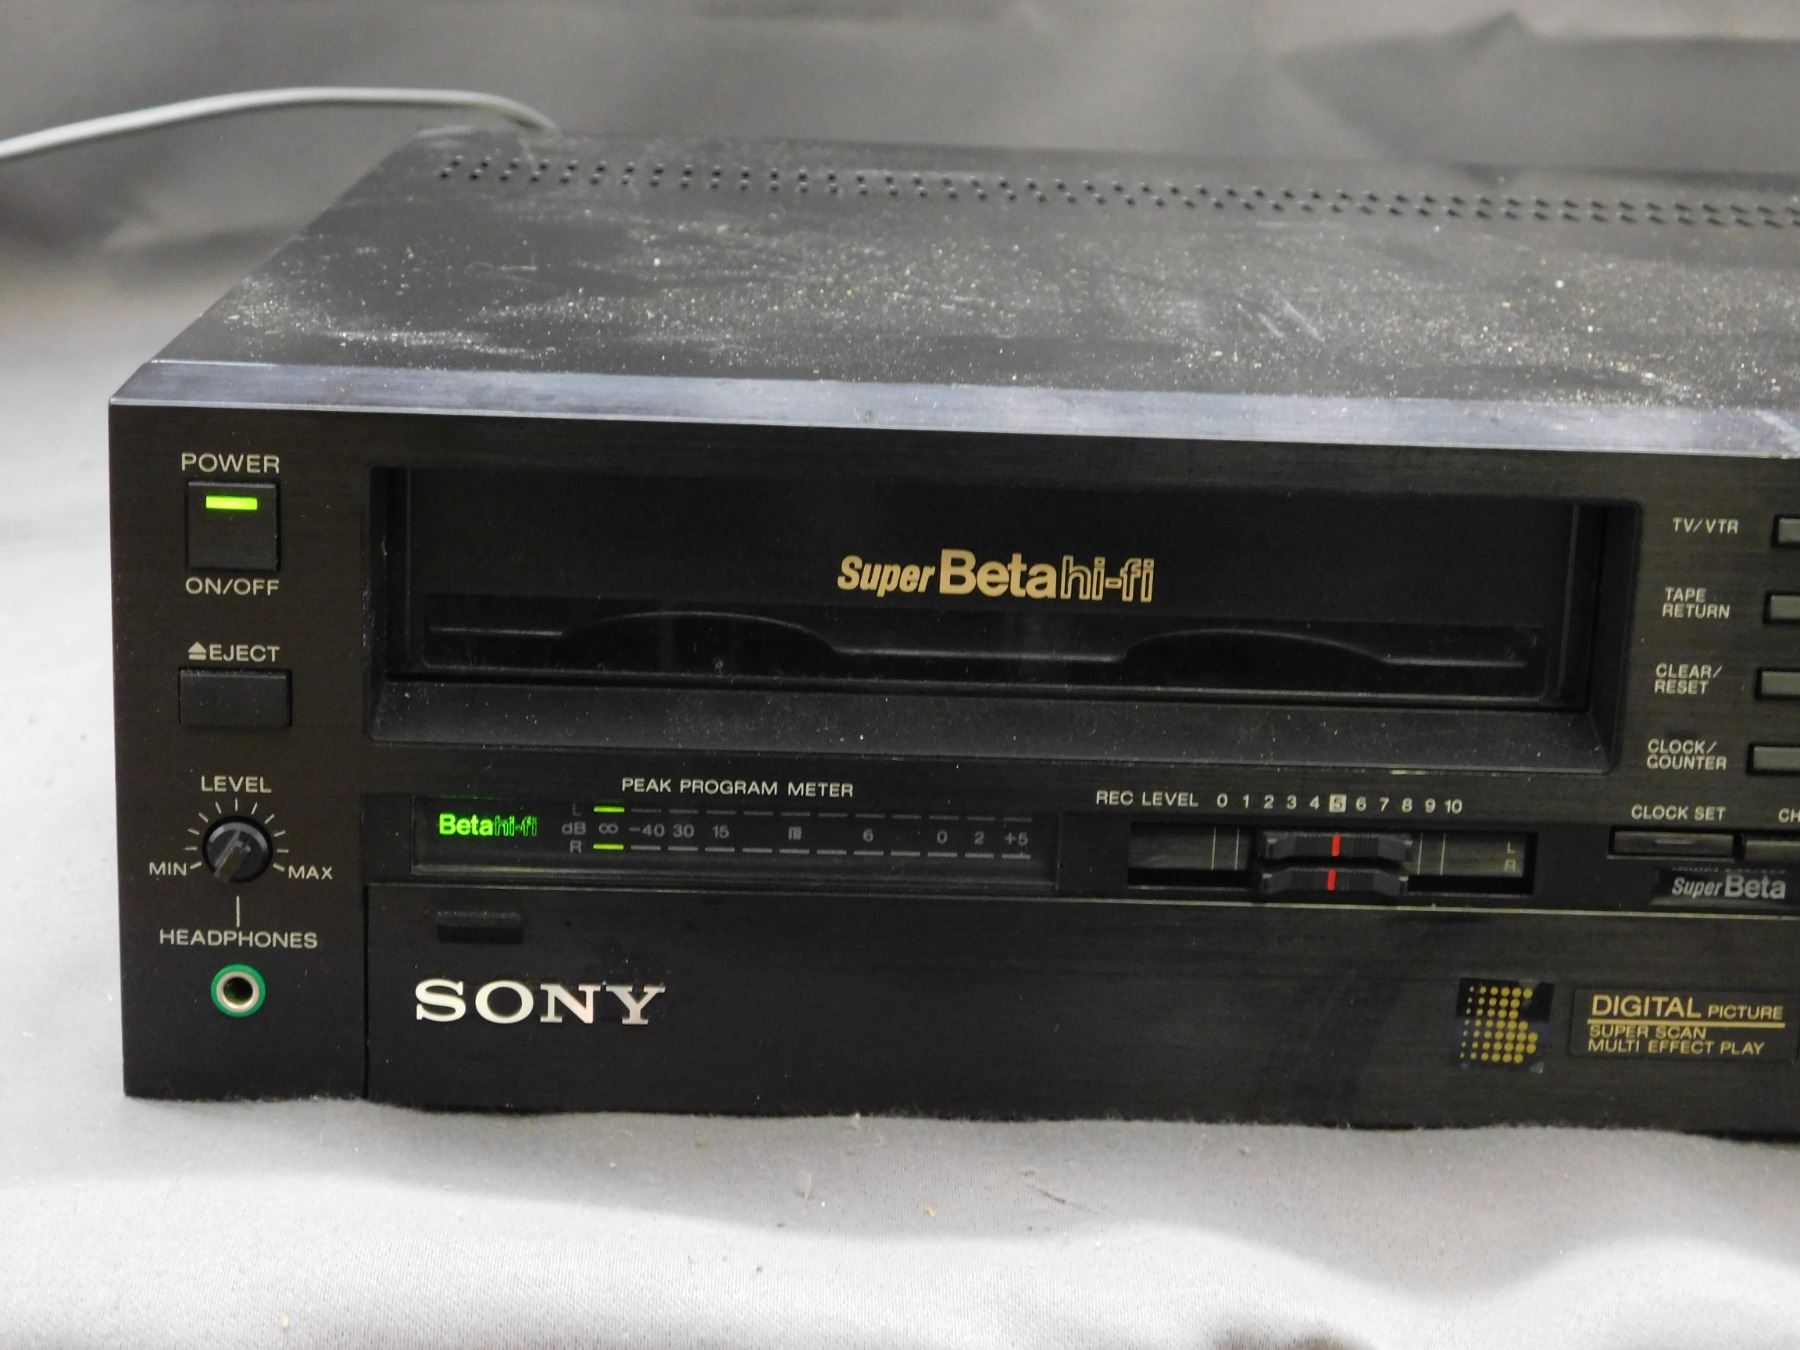 POWER
ON/OFF
⏏EJECT
LEVEL
MIN MAX
HEADPHONES
Super Beta hi-fi
PEAK PROGRAM METER
Beta hi-fi
L
dB ∞ -40 30 15 6 0 2 +5
R
REC LEVEL 0 1 2 3 4 5 6 7 8 9 10
L
R
TV/VTR
TAPE
RETURN
CLEAR/
RESET
CLOCK/
COUNTER
CLOCK SET
CH
Super Beta
SONY
DIGITAL PICTURE
SUPER SCAN
MULTI EFFECT PLAY